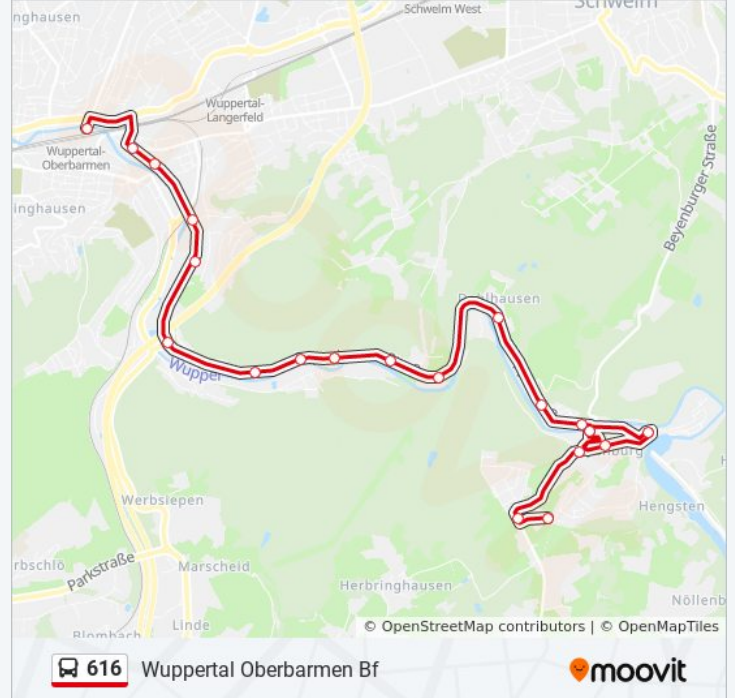 nghausen
Schwelm West
Schwelm
Wuppertal-
Langerfeld
Wuppertal-
Oberbarmen
inghausen
Beyenburger Straße
Wupper
Werbsiepen
Hengsten
rbschlö
Parkstraße
Marscheid
Herbringhausen
Nöllenb
Linde
Blombach
© OpenStreetMap contributors | © OpenMapTiles
616 Wuppertal Oberbarmen Bf
moovit